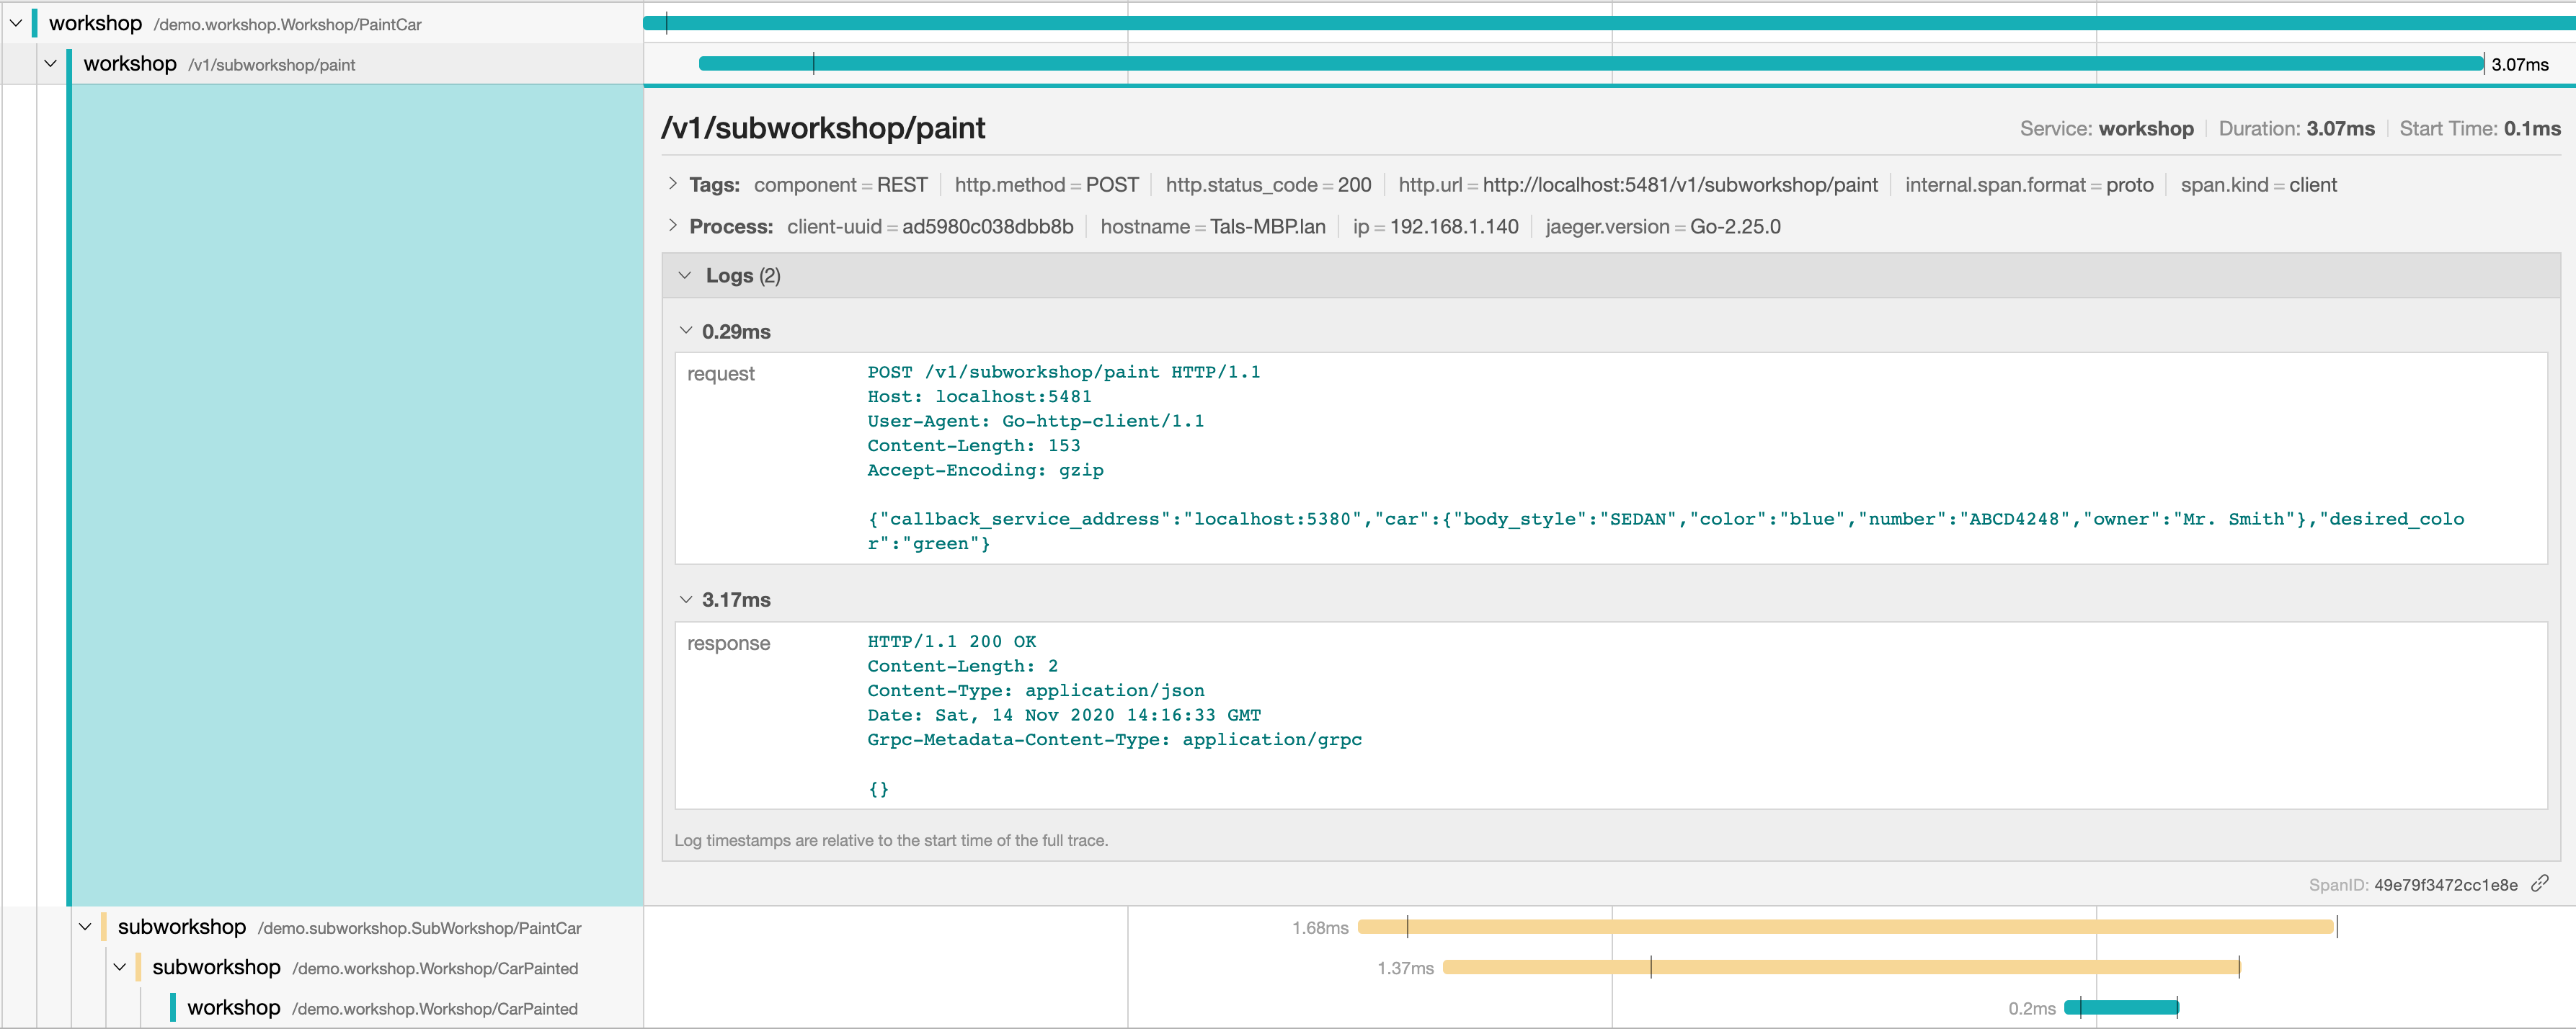 workshop /demo.workshop.Workshop/PaintCar
workshop /v1/subworkshop/paint 3.07ms
/v1/subworkshop/paint Service: workshop Duration: 3.07ms Start Time: 0.1ms
Tags: component = REST http.method = POST http.status_code = 200 http.url = http://localhost:5481/v1/subworkshop/paint internal.span.format = proto span.kind = client
Process: client-uuid = ad5980c038dbb8b hostname = Tals-MBP.lan ip = 192.168.1.140 jaeger.version = Go-2.25.0
Logs (2)
0.29ms
request POST /v1/subworkshop/paint HTTP/1.1
Host: localhost:5481
User-Agent: Go-http-client/1.1
Content-Length: 153
Accept-Encoding: gzip
{"callback_service_address":"localhost:5380","car":{"body_style":"SEDAN","color":"blue","number":"ABCD4248","owner":"Mr. Smith"},"desired_colo
r":"green"}
3.17ms
response HTTP/1.1 200 OK
Content-Length: 2
Content-Type: application/json
Date: Sat, 14 Nov 2020 14:16:33 GMT
Grpc-Metadata-Content-Type: application/grpc
{}
Log timestamps are relative to the start time of the full trace.
SpanID: 49e79f3472cc1e8e
subworkshop /demo.subworkshop.SubWorkshop/PaintCar 1.68ms
subworkshop /demo.workshop.Workshop/CarPainted 1.37ms
workshop /demo.workshop.Workshop/CarPainted 0.2ms